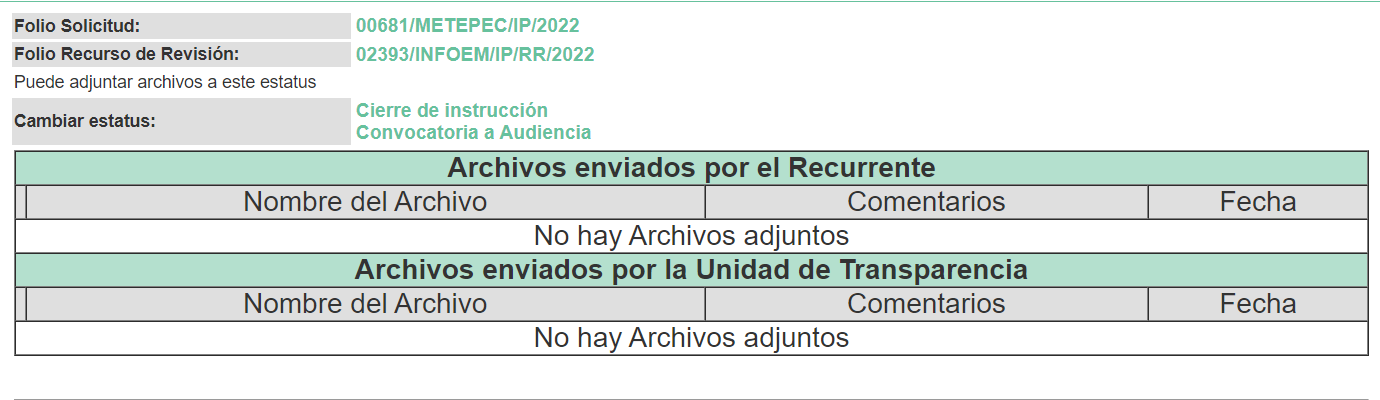 Folio Solicitud: 00681/METEPEC/IP/2022
Folio Recurso de Revisión: 02393/INFOEM/IP/RR/2022
Puede adjuntar archivos a este estatus
Cambiar estatus: Cierre de instrucción
Convocatoria a Audiencia
Archivos enviados por el Recurrente
Nombre del Archivo Comentarios Fecha
No hay Archivos adjuntos
Archivos enviados por la Unidad de Transparencia
Nombre del Archivo Comentarios Fecha
No hay Archivos adjuntos